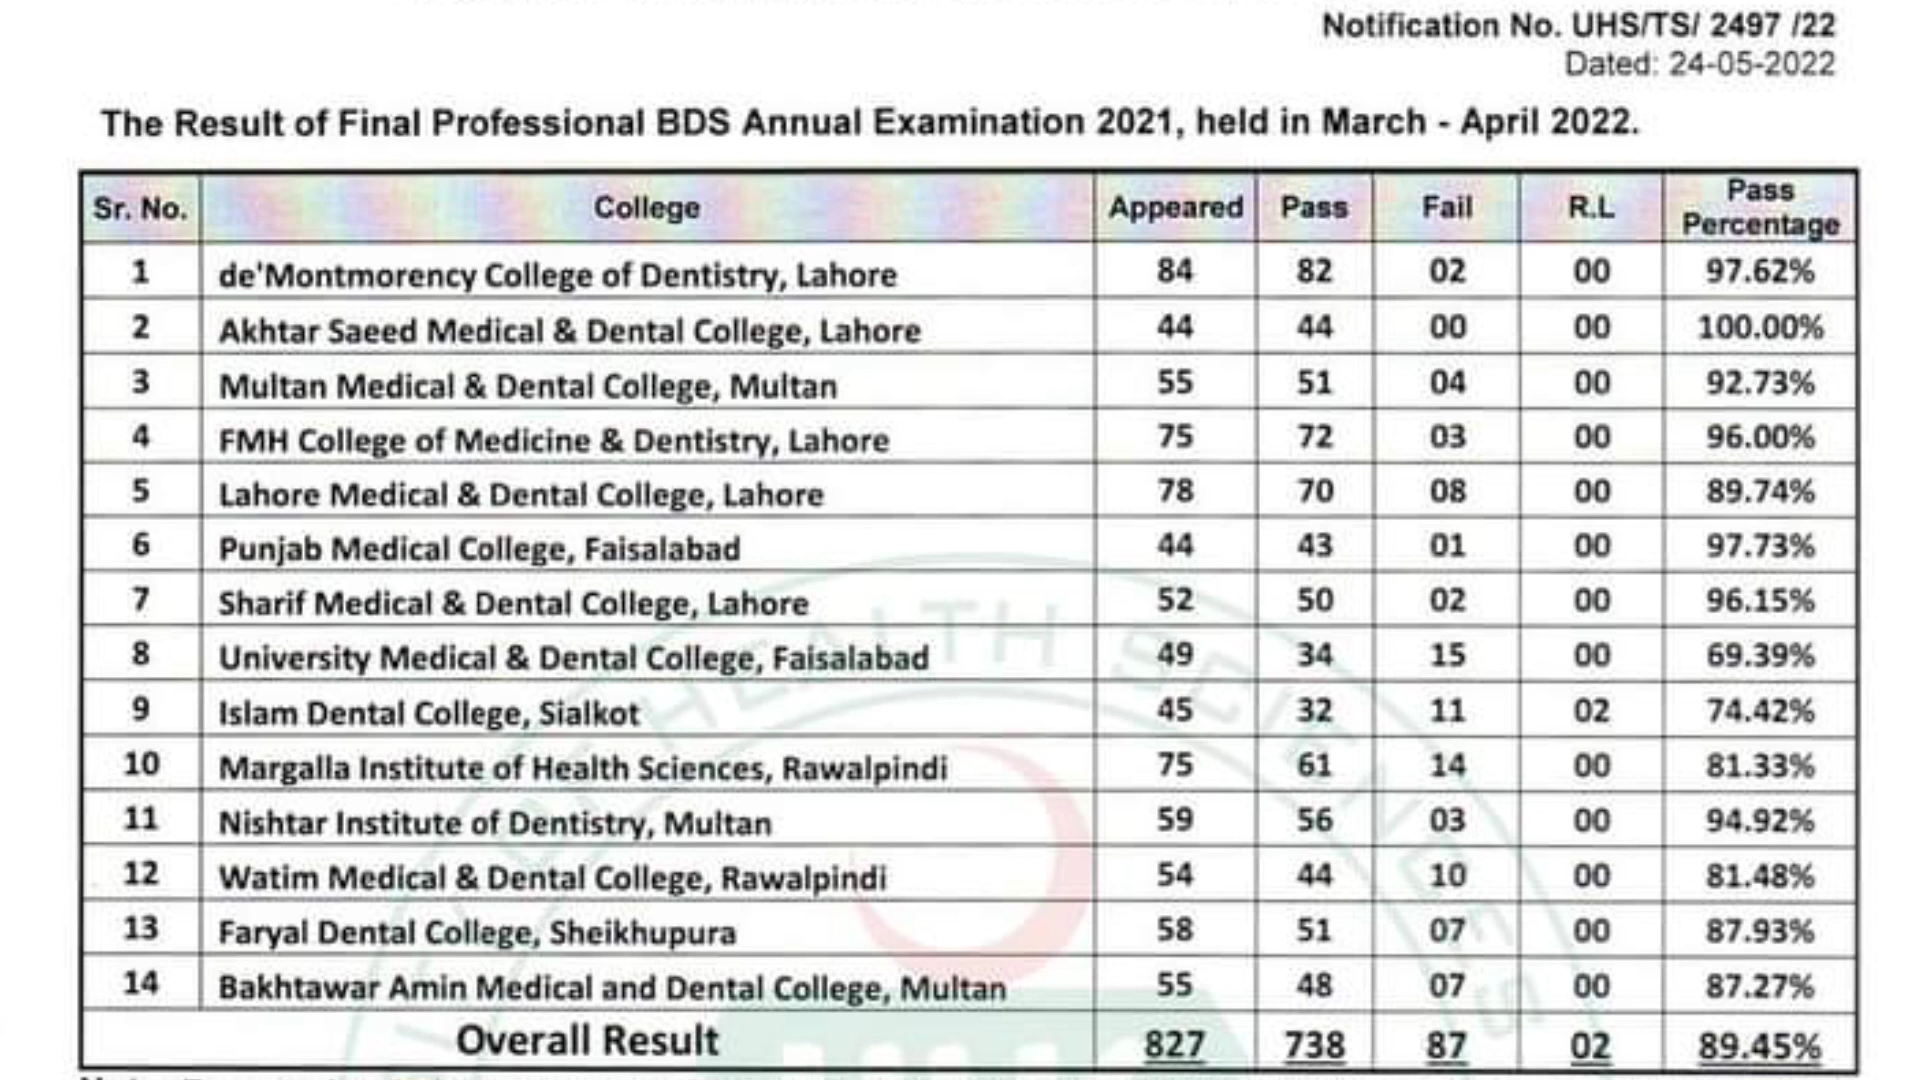 Notification No. UHS/TS/ 2497 /22
Dated: 24-05-2022
The Result of Final Professional BDS Annual Examination 2021, held in March - April 2022.
Sr. No. College Appeared Pass Fail R.L Pass Percentage
1 de'Montmorency College of Dentistry, Lahore 84 82 02 00 97.62%
2 Akhtar Saeed Medical & Dental College, Lahore 44 44 00 00 100.00%
3 Multan Medical & Dental College, Multan 55 51 04 00 92.73%
4 FMH College of Medicine & Dentistry, Lahore 75 72 03 00 96.00%
5 Lahore Medical & Dental College, Lahore 78 70 08 00 89.74%
6 Punjab Medical College, Faisalabad 44 43 01 00 97.73%
7 Sharif Medical & Dental College, Lahore 52 50 02 00 96.15%
8 University Medical & Dental College, Faisalabad 49 34 15 00 69.39%
9 Islam Dental College, Sialkot 45 32 11 02 74.42%
10 Margalla Institute of Health Sciences, Rawalpindi 75 61 14 00 81.33%
11 Nishtar Institute of Dentistry, Multan 59 56 03 00 94.92%
12 Watim Medical & Dental College, Rawalpindi 54 44 10 00 81.48%
13 Faryal Dental College, Sheikhupura 58 51 07 00 87.93%
14 Bakhtawar Amin Medical and Dental College, Multan 55 48 07 00 87.27%
Overall Result 827 738 87 02 89.45%
HEALTH SCIENCES